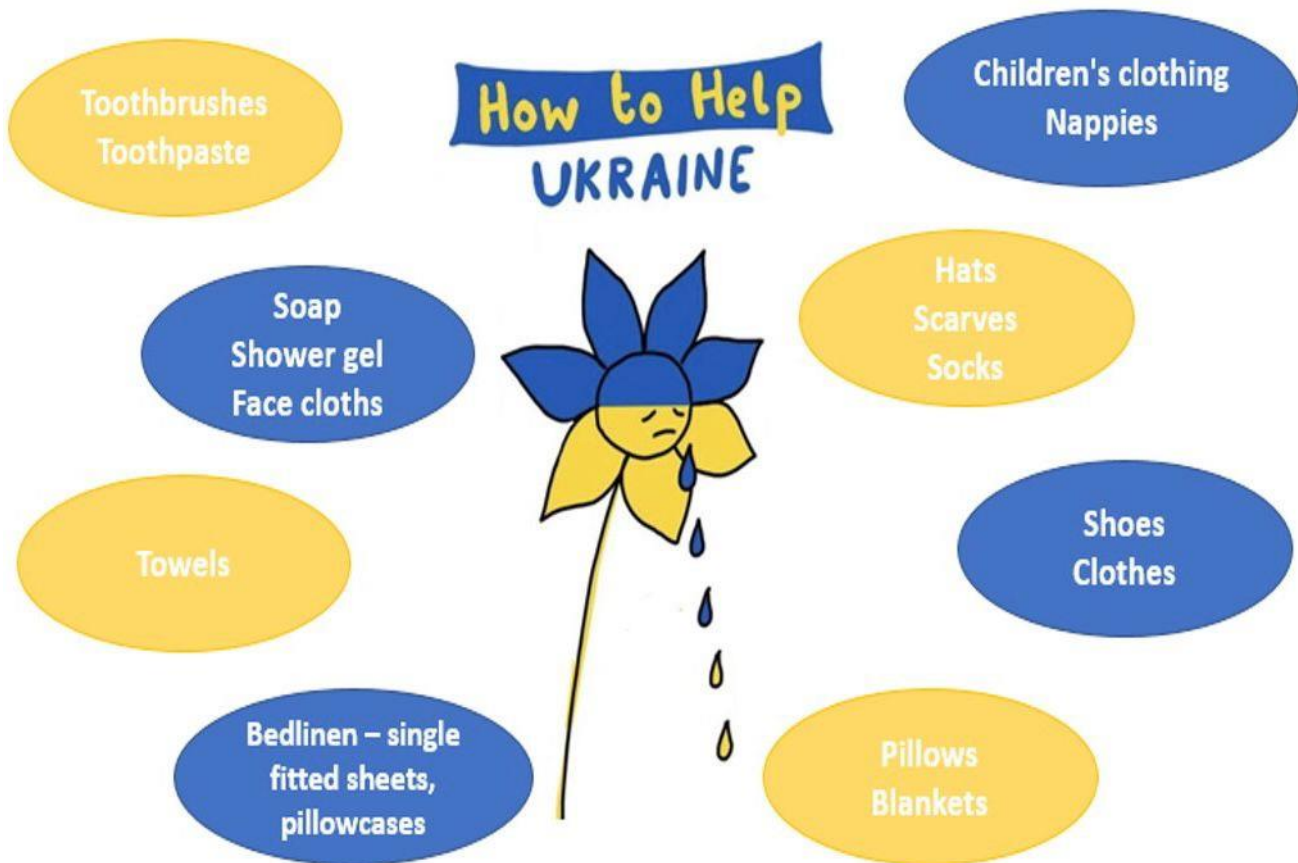 How to Help
UKRAINE
Toothbrushes
Toothpaste
Children's clothing
Nappies
Soap
Shower gel
Face cloths
Hats
Scarves
Socks
Towels
Shoes
Clothes
Bedlinen – single
fitted sheets,
pillowcases
Pillows
Blankets